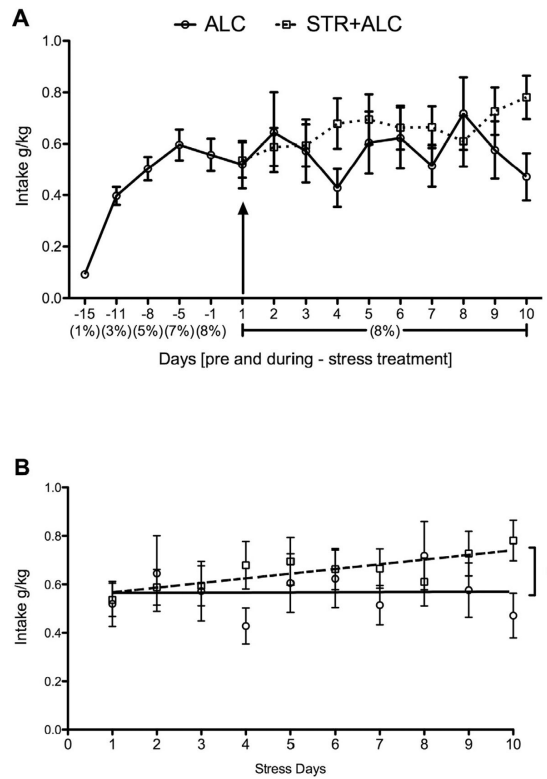 A
ALC STR+ALC
1.0
0.8
0.6
0.4
0.2
0.0
Intake g/kg
-15 -11 -8 -5 -1 1 2 3 4 5 6 7 8 9 10
(1%) (3%) (5%) (7%) (8%) (8%)
Days [pre and during - stress treatment]
B
1.0
0.8
0.6
0.4
0.2
0.0
Intake g/kg
0 1 2 3 4 5 6 7 8 9 10
Stress Days